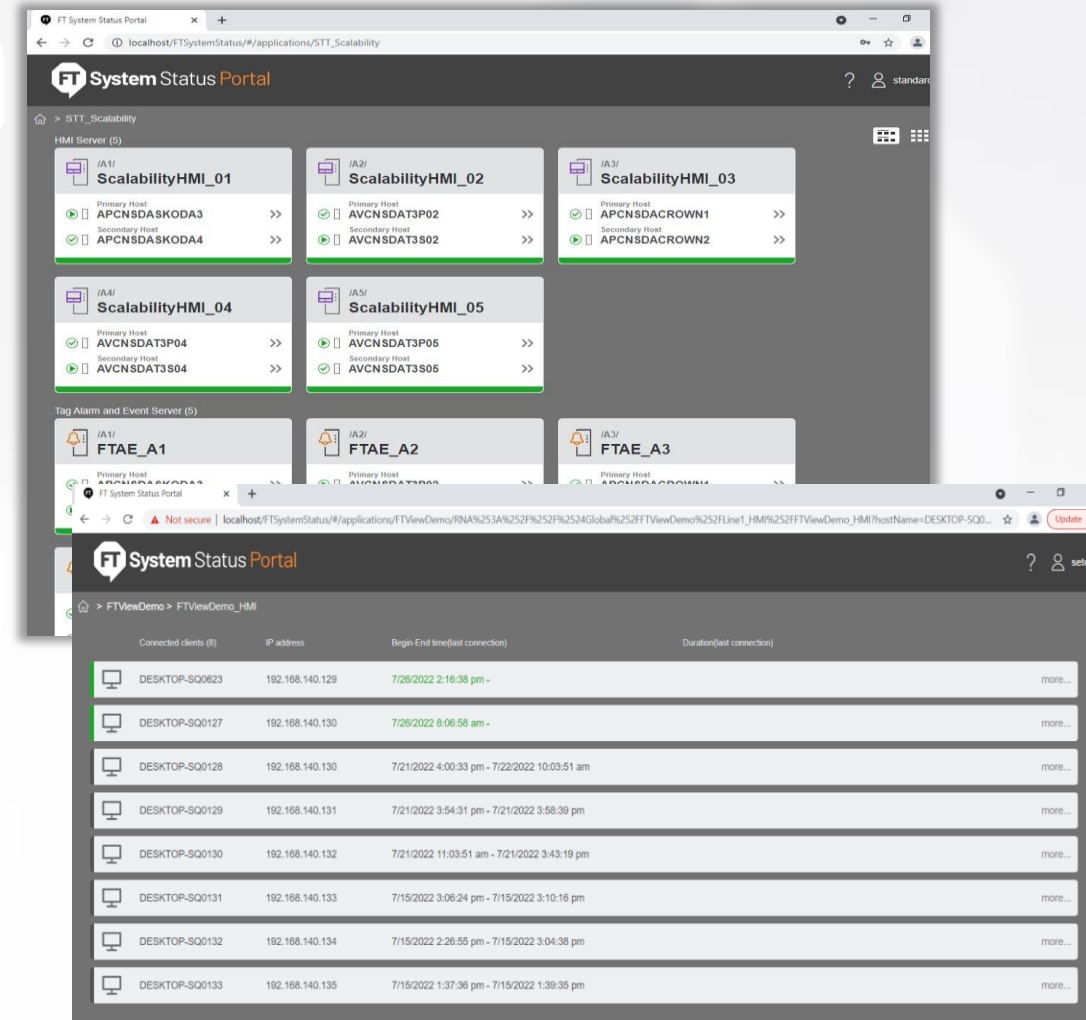 FT System Status Portal
localhost/FTSystemStatus/#/applications/STT_Scalability
FT System Status Portal
? standard
> STT_Scalability
HMI Server (5)
/A1/
ScalabilityHMI_01
Primary Host
APCNSDASKODA3 >>
Secondary Host
APCNSDASKODA4 >>
/A2/
ScalabilityHMI_02
Primary Host
AVCNSDAT3P02 >>
Secondary Host
AVCNSDAT3S02 >>
/A3/
ScalabilityHMI_03
Primary Host
APCNSDACROWN1 >>
Secondary Host
APCNSDACROWN2 >>
/A4/
ScalabilityHMI_04
Primary Host
AVCNSDAT3P04 >>
Secondary Host
AVCNSDAT3S04 >>
/A5/
ScalabilityHMI_05
Primary Host
AVCNSDAT3P05 >>
Secondary Host
AVCNSDAT3S05 >>
Tag Alarm and Event Server (5)
/A1/
FTAE_A1
Primary Host
/A2/
FTAE_A2
Primary Host
/A3/
FTAE_A3
Primary Host
FT System Status Portal
Not secure | localhost/FTSystemStatus/#/applications/FTViewDemo/RNA%253A%252F%252F%2524Global%252FFTViewDemo%252FLine1_HMI%252FFTViewDemo_HMI?hostName=DESKTOP-SQ0... Update
FT System Status Portal
?
> FTViewDemo > FTViewDemo_HMI
Connected clients (8) IP address Begin-End time(last connection) Duration(last connection)
DESKTOP-SQ0623 192.168.140.129 7/26/2022 2:16:38 pm - more...
DESKTOP-SQ0127 192.168.140.130 7/26/2022 8:06:58 am - more...
DESKTOP-SQ0128 192.168.140.130 7/21/2022 4:00:33 pm - 7/22/2022 10:03:51 am more...
DESKTOP-SQ0129 192.168.140.131 7/21/2022 3:54:31 pm - 7/21/2022 3:58:39 pm more...
DESKTOP-SQ0130 192.168.140.132 7/21/2022 11:03:51 am - 7/21/2022 3:43:19 pm more...
DESKTOP-SQ0131 192.168.140.133 7/15/2022 3:06:24 pm - 7/15/2022 3:10:16 pm more...
DESKTOP-SQ0132 192.168.140.134 7/15/2022 2:26:55 pm - 7/15/2022 3:04:38 pm more...
DESKTOP-SQ0133 192.168.140.135 7/15/2022 1:37:36 pm - 7/15/2022 1:39:35 pm more...